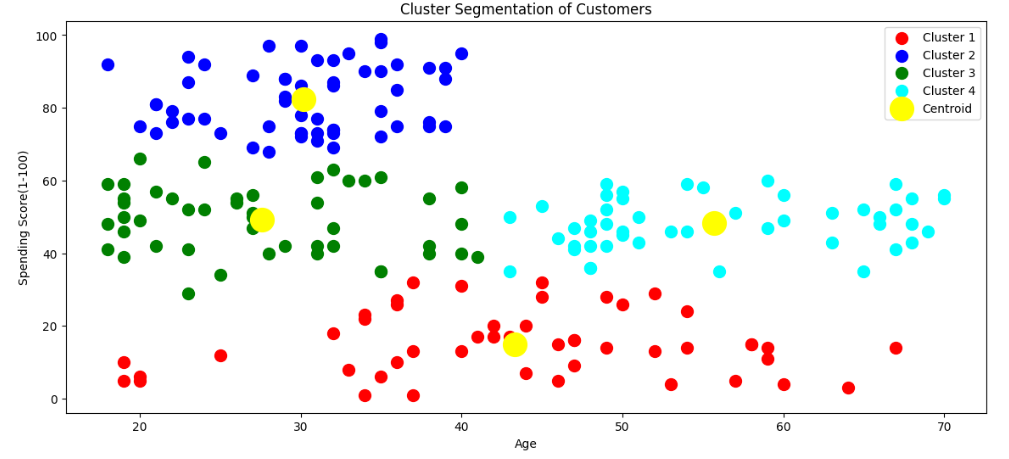 Cluster Segmentation of Customers
100
80
60
40
20
0
Spending Score(1-100)
20 30 40 50 60 70
Age
Cluster 1
Cluster 2
Cluster 3
Cluster 4
Centroid